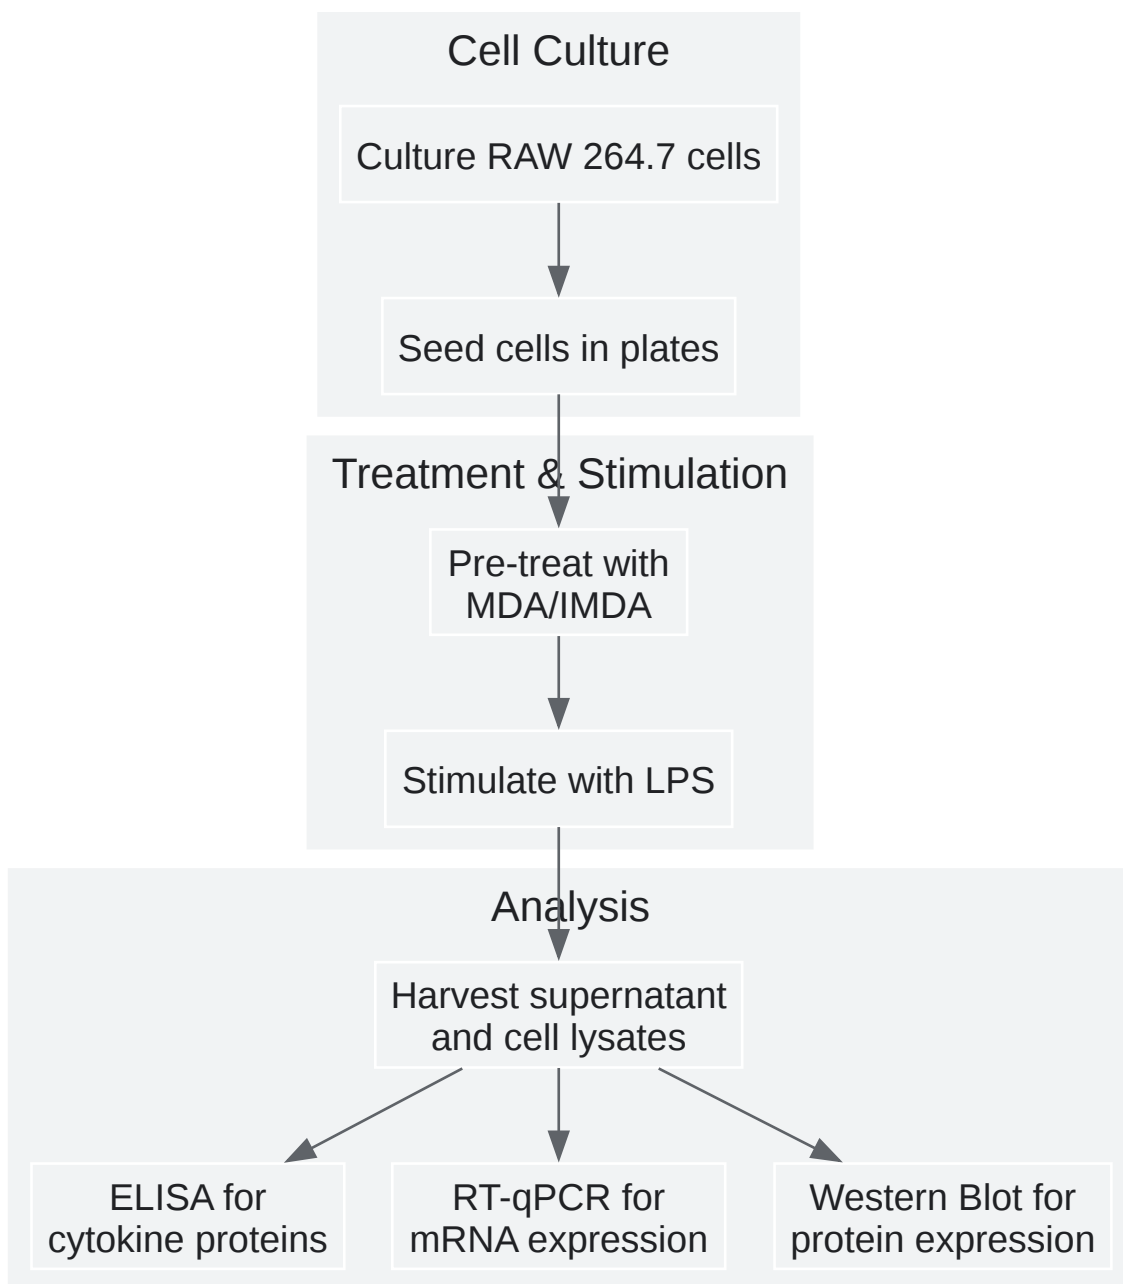 Cell Culture
Culture RAW 264.7 cells
Seed cells in plates
Treatment & Stimulation
Pre-treat with
MDA/IMDA
Stimulate with LPS
Analysis
Harvest supernatant
and cell lysates
ELISA for
cytokine proteins
RT-qPCR for
mRNA expression
Western Blot for
protein expression